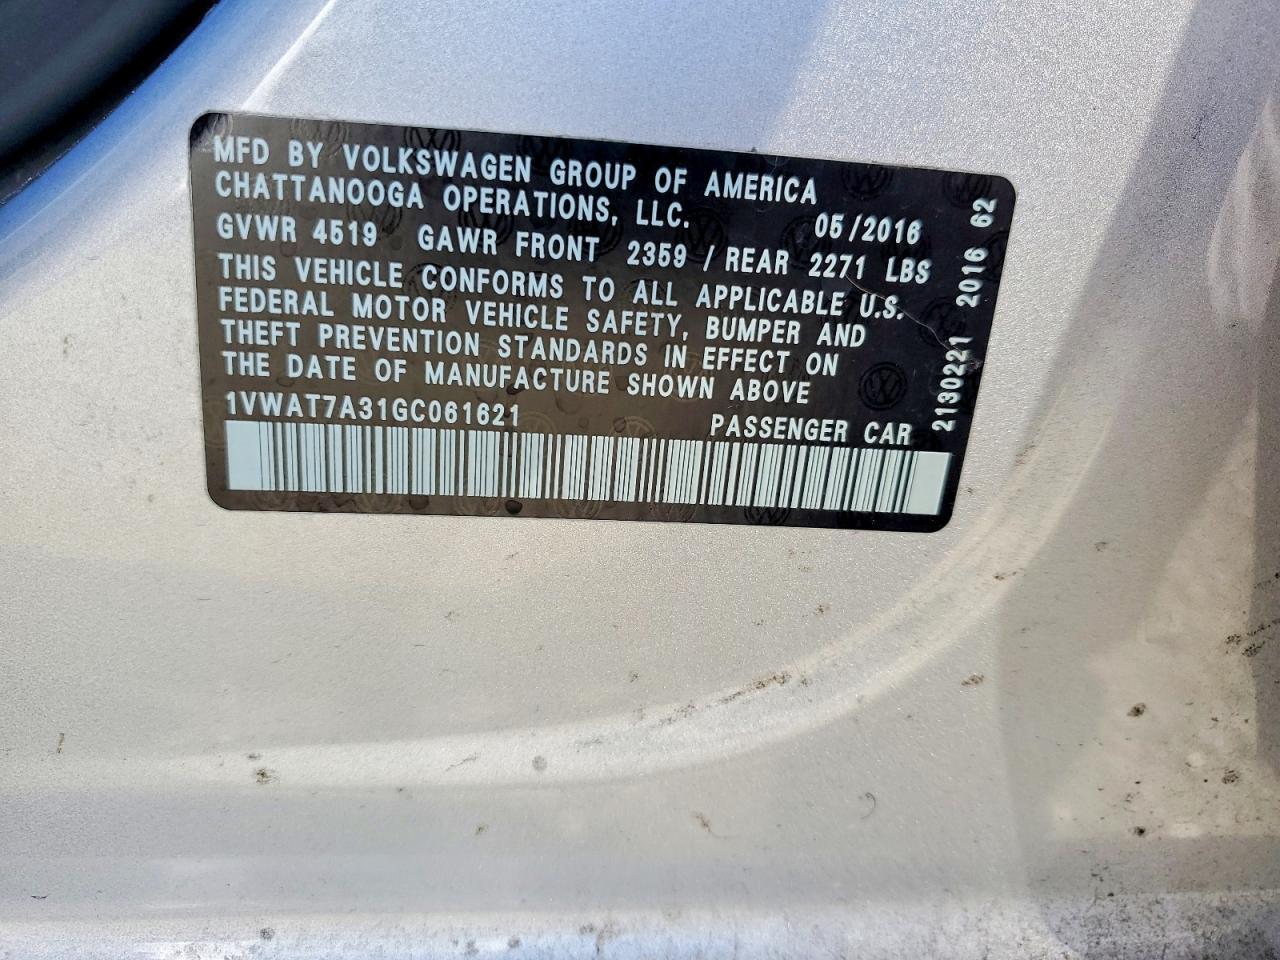 MFD BY VOLKSWAGEN GROUP OF AMERICA
CHATTANOOGA OPERATIONS, LLC. 05/2016
GVWR 4519 GAWR FRONT 2359 / REAR 2271 LBS
THIS VEHICLE CONFORMS TO ALL APPLICABLE U.S.
FEDERAL MOTOR VEHICLE SAFETY, BUMPER AND
THEFT PREVENTION STANDARDS IN EFFECT ON
THE DATE OF MANUFACTURE SHOWN ABOVE
1VWAT7A31GC061621 PASSENGER CAR
2130221 2016 62